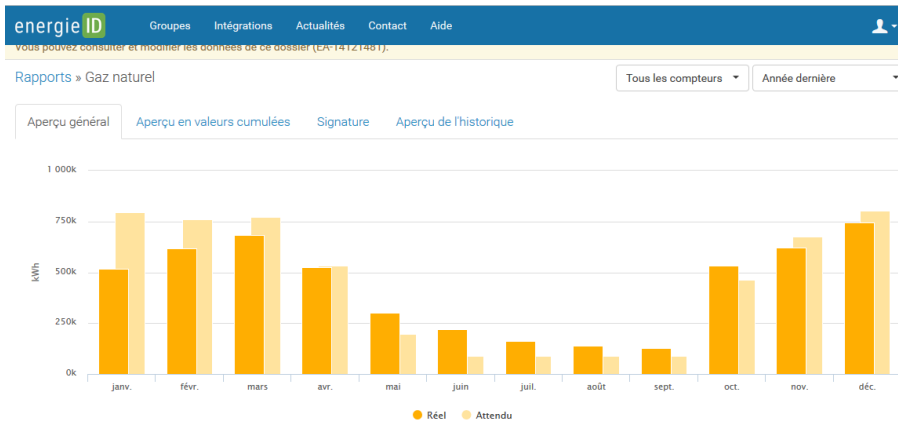 energieID Groupes Intégrations Actualités Contact Aide
Vous pouvez consulter et modifier les données de ce dossier (EA-14121481).
Rapports » Gaz naturel Tous les compteurs Année dernière
Aperçu général Aperçu en valeurs cumulées Signature Aperçu de l'historique
1 000k
750k
500k
250k
0k
kWh
janv. févr. mars avr. mai juin juil. août sept. oct. nov. déc.
Réel Attendu